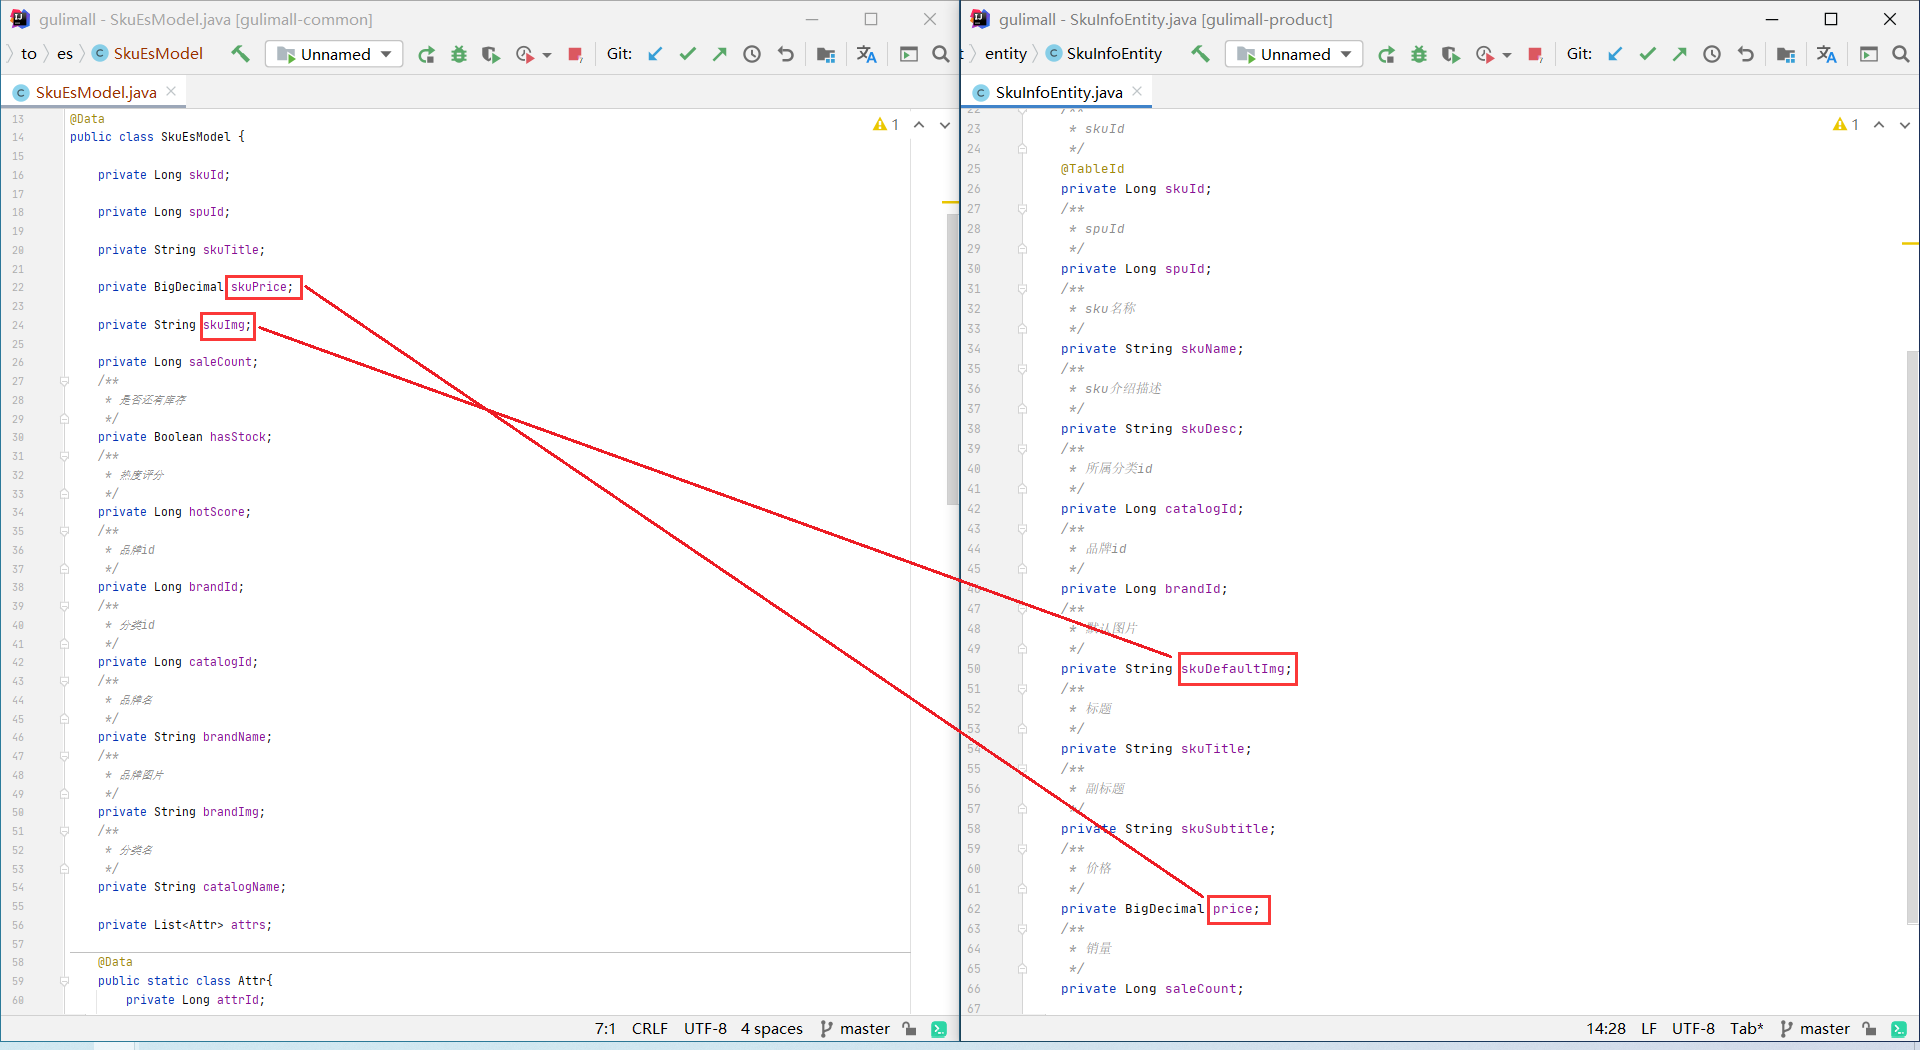 gulimall - SkuEsModel.java [gulimall-common]
to es SkuEsModel Unnamed Git:
SkuEsModel.java
1
13 @Data
14 public class SkuEsModel {
15
16 private Long skuId;
17
18 private Long spuId;
19
20 private String skuTitle;
21
22 private BigDecimal skuPrice;
23
24 private String skuImg;
25
26 private Long saleCount;
27 /**
28 * 是否还有库存
29 */
30 private Boolean hasStock;
31 /**
32 * 热度评分
33 */
34 private Long hotScore;
35 /**
36 * 品牌id
37 */
38 private Long brandId;
39 /**
40 * 分类id
41 */
42 private Long catalogId;
43 /**
44 * 品牌名
45 */
46 private String brandName;
47 /**
48 * 品牌图片
49 */
50 private String brandImg;
51 /**
52 * 分类名
53 */
54 private String catalogName;
55
56 private List<Attr> attrs;
57
58 @Data
59 public static class Attr{
60 private Long attrId;
7:1 CRLF UTF-8 4 spaces master
gulimall - SkuInfoEntity.java [gulimall-product]
t entity SkuInfoEntity Unnamed Git:
SkuInfoEntity.java
1
22 /**
23 * skuId
24 */
25 @TableId
26 private Long skuId;
27 /**
28 * spuId
29 */
30 private Long spuId;
31 /**
32 * sku名称
33 */
34 private String skuName;
35 /**
36 * sku介绍描述
37 */
38 private String skuDesc;
39 /**
40 * 所属分类id
41 */
42 private Long catalogId;
43 /**
44 * 品牌id
45 */
46 private Long brandId;
47 /**
48 * 默认图片
49 */
50 private String skuDefaultImg;
51 /**
52 * 标题
53 */
54 private String skuTitle;
55 /**
56 * 副标题
57 */
58 private String skuSubtitle;
59 /**
60 * 价格
61 */
62 private BigDecimal price;
63 /**
64 * 销量
65 */
66 private Long saleCount;
67
14:28 LF UTF-8 Tab* master